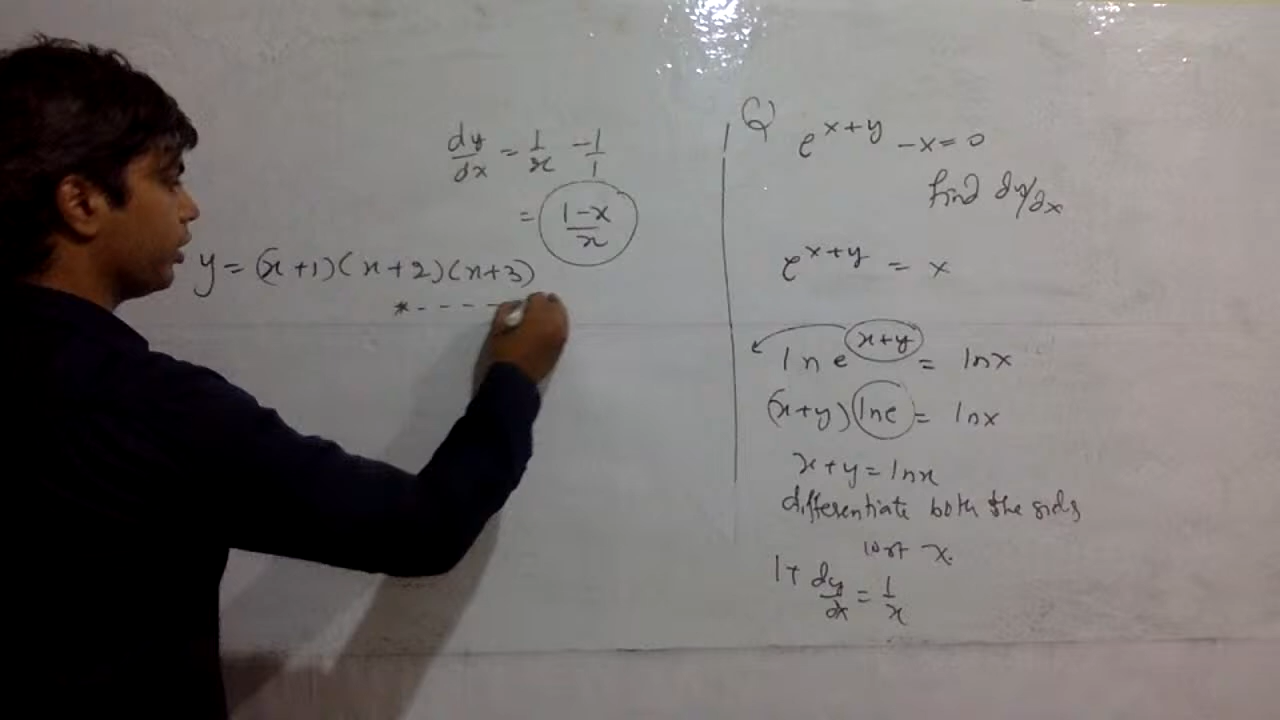 Q e^{x+y} - x = 0
find dy/dx
e^{x+y} = x
ln e^{x+y} = ln x
(x+y) ln e = ln x
x+y = ln x
differentiate both the sids
wrt x.
1+ dy/dx = 1/x
dy/dx = 1/x - 1/1
= 1-x/x
y = (x+1)(x+2)(x+3)
* - - - -